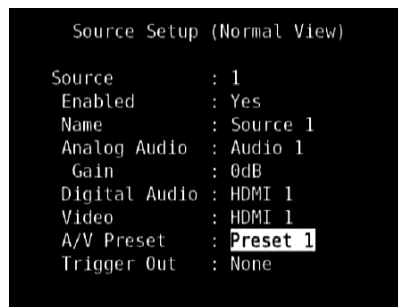 Source Setup (Normal View)
Source : 1
Enabled : Yes
Name : Source 1
Analog Audio : Audio 1
Gain : 0dB
Digital Audio : HDMI 1
Video : HDMI 1
A/V Preset : Preset 1
Trigger Out : None